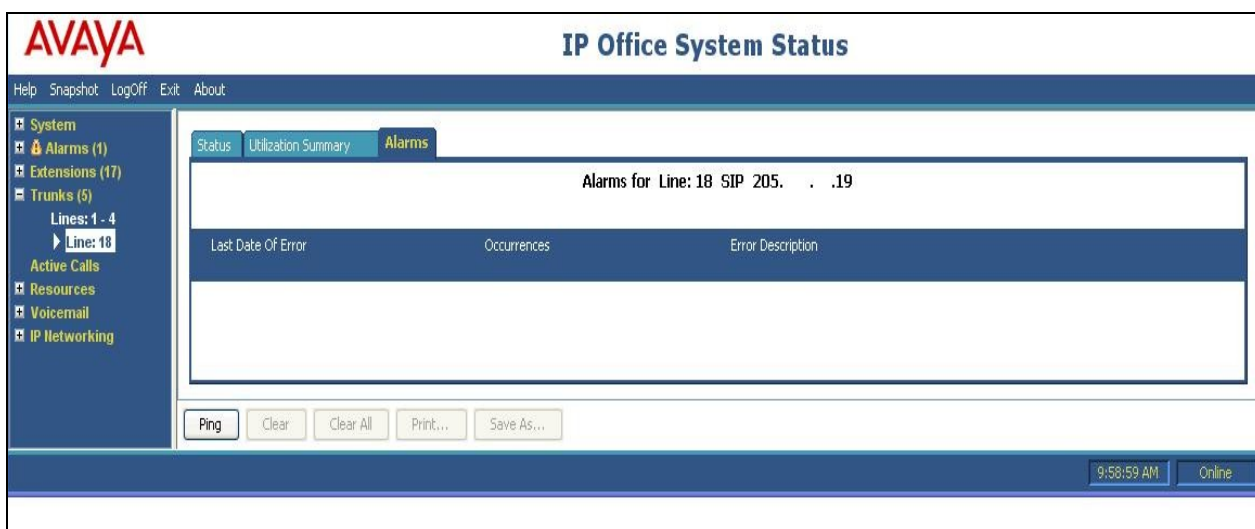 AVAYA
IP Office System Status
Help Snapshot LogOff Exit About
System
Alarms (1)
Extensions (17)
Trunks (5)
Lines: 1 - 4
Line: 18
Active Calls
Resources
Voicemail
IP Networking
Status Utilization Summary Alarms
Alarms for Line: 18 SIP 205. . .19
Last Date Of Error Occurrences Error Description
Ping Clear Clear All Print... Save As...
9:58:59 AM Online